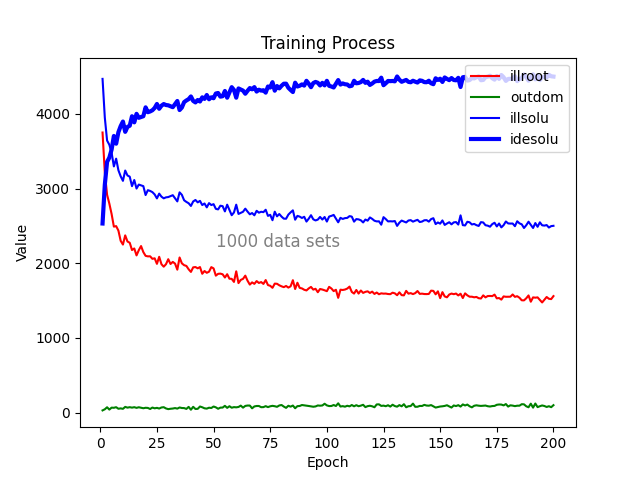 Training Process
illroot
outdom
illsolu
idesolu
1000 data sets
Value
4000
3000
2000
1000
0
0 25 50 75 100 125 150 175 200
Epoch